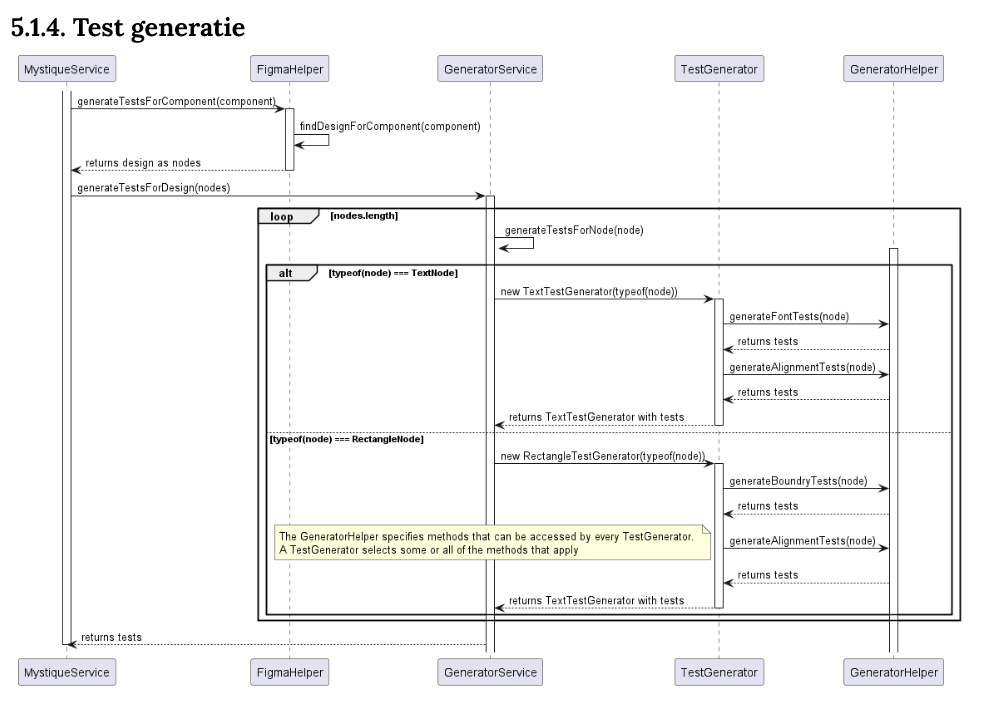 5.1.4. Test generatie
MystiqueService
FigmaHelper
GeneratorService
TestGenerator
GeneratorHelper
generateTestsForComponent(component)
findDesignForComponent(component)
returns design as nodes
generateTestsForDesign(nodes)
loop
[nodes.length]
generateTestsForNode(node)
alt
[typeof(node) === TextNode]
new TextTestGenerator(typeof(node))
generateFontTests(node)
returns tests
generateAlignmentTests(node)
returns tests
returns TextTestGenerator with tests
[typeof(node) === RectangleNode]
new RectangleTestGenerator(typeof(node))
generateBoundryTests(node)
returns tests
The GeneratorHelper specifies methods that can be accessed by every TestGenerator.
A TestGenerator selects some or all of the methods that apply
generateAlignmentTests(node)
returns tests
returns TextTestGenerator with tests
returns tests
MystiqueService
FigmaHelper
GeneratorService
TestGenerator
GeneratorHelper